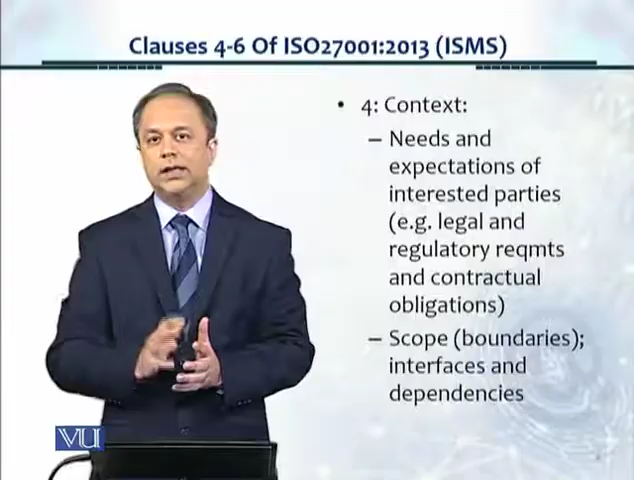 Clauses 4-6 Of ISO27001:2013 (ISMS)
• 4: Context:
– Needs and
expectations of
interested parties
(e.g. legal and
regulatory reqmts
and contractual
obligations)
– Scope (boundaries);
interfaces and
dependencies
VU